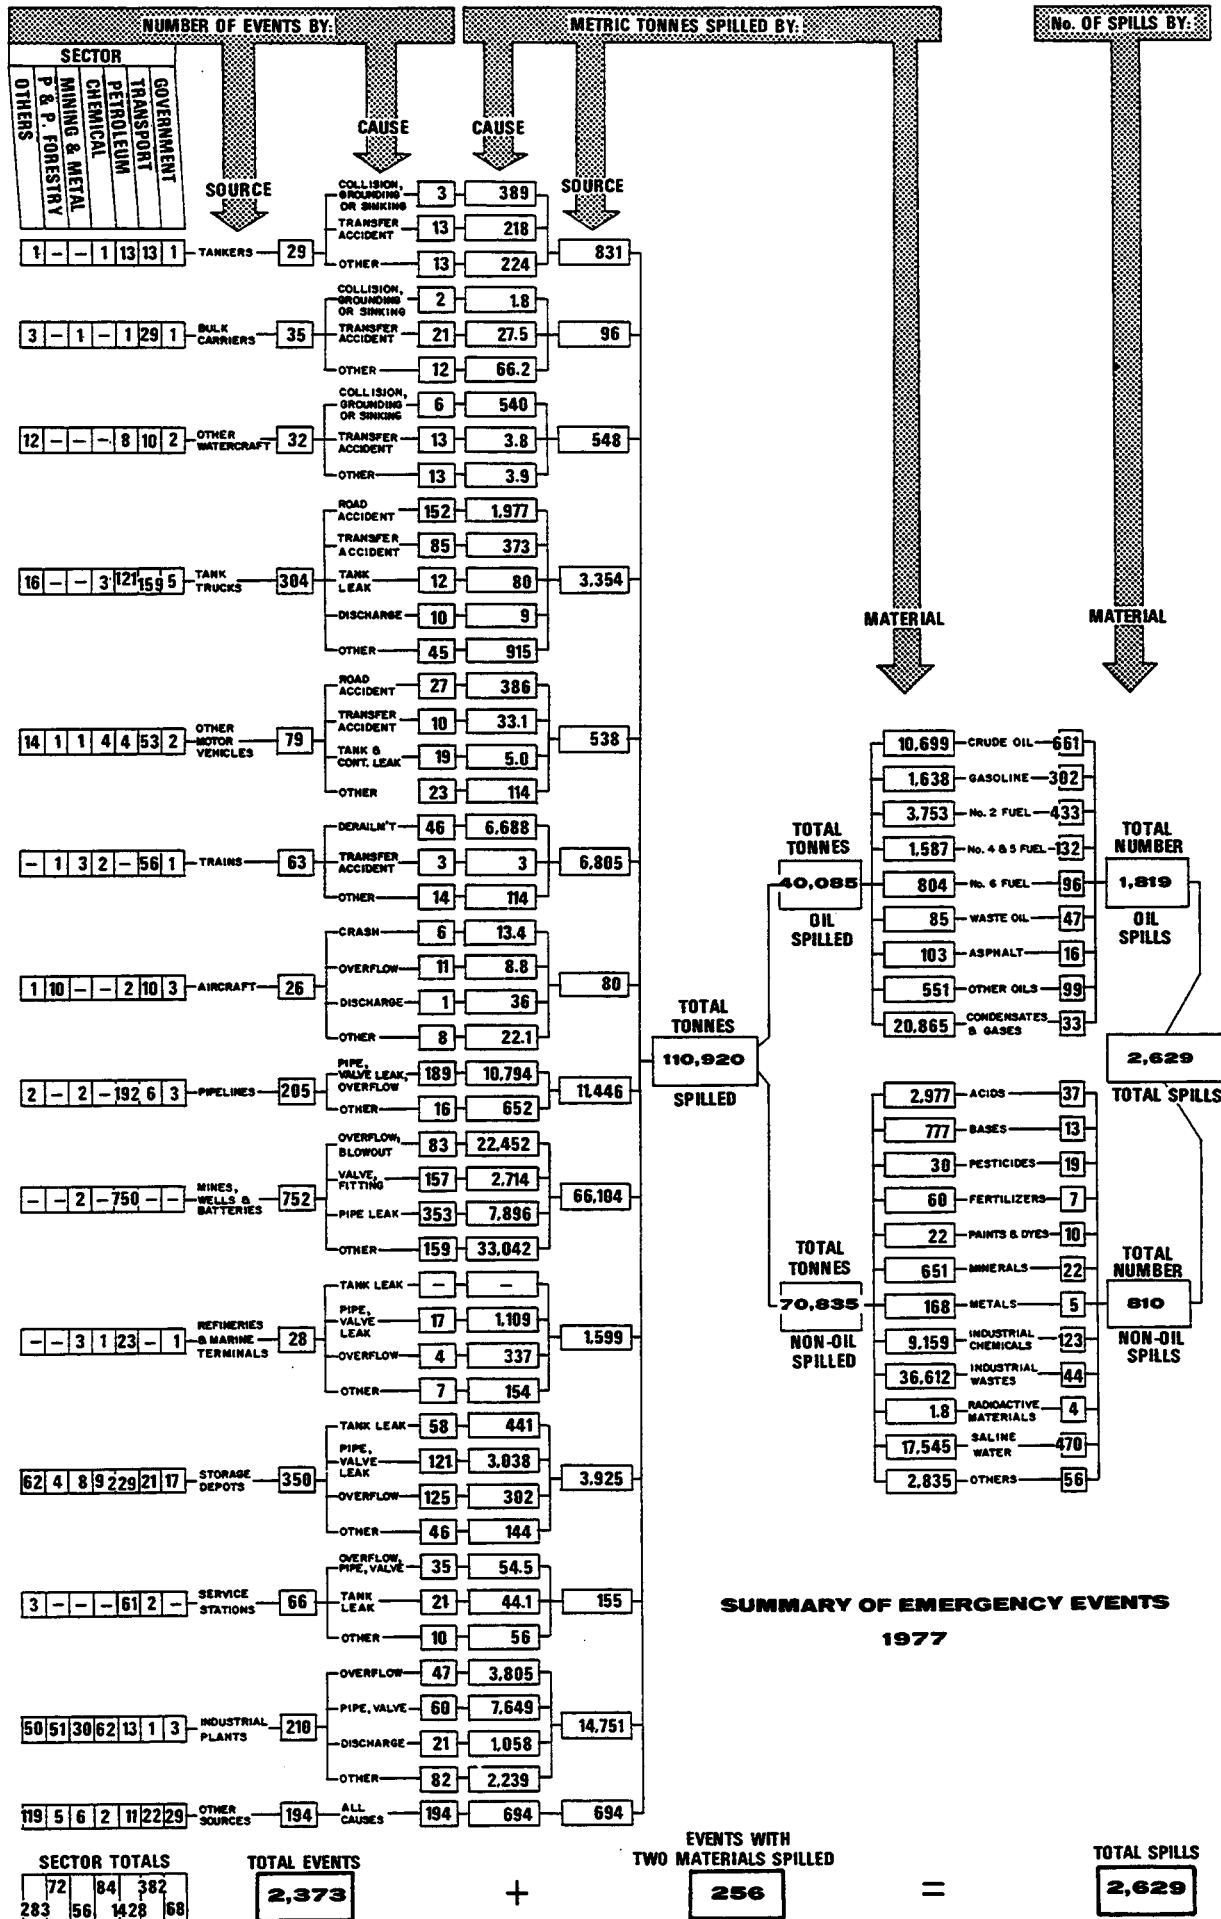 NUMBER OF EVENTS BY:
METRIC TONNES SPILLED BY:
No. OF SPILLS BY:
SECTOR
OTHERS
P & P. FORESTRY
MINING & METAL
CHEMICAL
PETROLEUM
TRANSPORT
GOVERNMENT
SOURCE
CAUSE
CAUSE
SOURCE
MATERIAL
MATERIAL
1 - - 1 13 13 1 TANKERS 29
COLLISION, GROUNDING OR SINKING 3 389
TRANSFER ACCIDENT 13 218
OTHER 13 224
831
3 - 1 - 1 29 1 BULK CARRIERS 35
COLLISION, GROUNDING OR SINKING 2 1.8
TRANSFER ACCIDENT 21 27.5
OTHER 12 66.2
96
12 - - - 8 10 2 OTHER WATERCRAFT 32
COLLISION, GROUNDING OR SINKING 6 540
TRANSFER ACCIDENT 13 3.8
OTHER 13 3.9
548
16 - - 3 121 159 5 TANK TRUCKS 304
ROAD ACCIDENT 152 1,977
TRANSFER ACCIDENT 85 373
TANK LEAK 12 80
DISCHARGE 10 9
OTHER 45 915
3,354
14 1 1 4 4 53 2 OTHER MOTOR VEHICLES 79
ROAD ACCIDENT 27 386
TRANSFER ACCIDENT 10 33.1
TANK & CONT. LEAK 19 5.0
OTHER 23 114
538
- 1 3 2 - 56 1 TRAINS 63
DERAILM'T 46 6,688
TRANSFER ACCIDENT 3 3
OTHER 14 114
6,805
1 10 - - 2 10 3 AIRCRAFT 26
CRASH 6 13.4
OVERFLOW 11 8.8
DISCHARGE 1 36
OTHER 8 22.1
80
2 - 2 - 192 6 3 PIPELINES 205
PIPE, VALVE LEAK, OVERFLOW 189 10,794
OTHER 16 652
11,446
- - 2 - 750 - - MINES, WELLS & BATTERIES 752
OVERFLOW, BLOWOUT 83 22,452
VALVE, FITTING 157 2,714
PIPE LEAK 353 7,896
OTHER 159 33,042
66,104
- - 3 1 23 - 1 REFINERIES & MARINE TERMINALS 28
TANK LEAK - -
PIPE, VALVE LEAK 17 1,109
OVERFLOW 4 337
OTHER 7 154
1,599
62 4 8 9 229 21 17 STORAGE DEPOTS 350
TANK LEAK 58 441
PIPE, VALVE LEAK 121 3,038
OVERFLOW 125 302
OTHER 46 144
3,925
3 - - - 61 2 - SERVICE STATIONS 66
OVERFLOW, PIPE, VALVE 35 54.5
TANK LEAK 21 44.1
OTHER 10 56
155
50 51 30 62 13 1 3 INDUSTRIAL PLANTS 210
OVERFLOW 47 3,805
PIPE, VALVE 60 7,649
DISCHARGE 21 1,058
OTHER 82 2,239
14,751
119 5 6 2 11 22 29 OTHER SOURCES 194
ALL CAUSES 194 694
694
TOTAL TONNES
110,920
SPILLED
TOTAL TONNES
40,085
OIL SPILLED
10,699 CRUDE OIL 661
1,638 GASOLINE 302
3,753 No. 2 FUEL 433
1,587 No. 4 & 5 FUEL 132
804 No. 6 FUEL 96
85 WASTE OIL 47
103 ASPHALT 16
551 OTHER OILS 99
20,865 CONDENSATES & GASES 33
TOTAL NUMBER
1,819
OIL SPILLS
2,629
TOTAL SPILLS
TOTAL TONNES
70,835
NON-OIL SPILLED
2,977 ACIDS 37
777 BASES 13
30 PESTICIDES 19
60 FERTILIZERS 7
22 PAINTS & DYES 10
651 MINERALS 22
168 METALS 5
9,159 INDUSTRIAL CHEMICALS 123
36,612 INDUSTRIAL WASTES 44
1.8 RADIOACTIVE MATERIALS 4
17,545 SALINE WATER 470
2,835 OTHERS 56
TOTAL NUMBER
810
NON-OIL SPILLS
SUMMARY OF EMERGENCY EVENTS
1977
SECTOR TOTALS
72 84 382
283 56 1428 68
TOTAL EVENTS
2,373
+
EVENTS WITH
TWO MATERIALS SPILLED
256
=
TOTAL SPILLS
2,629